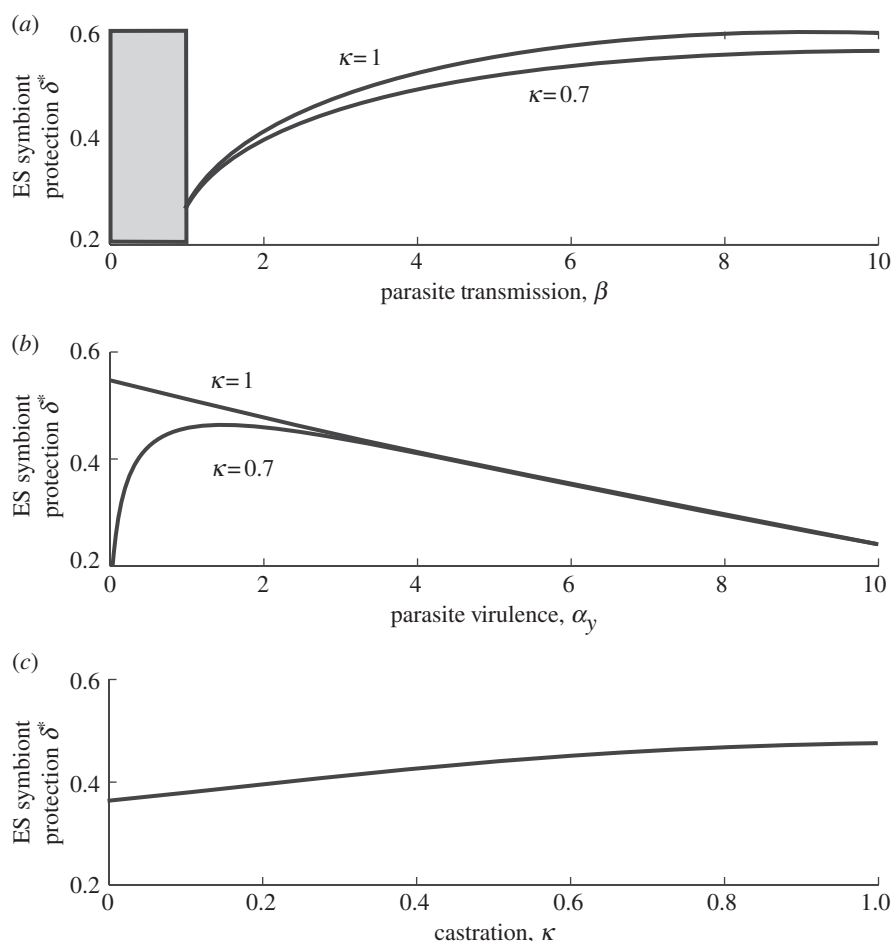 (a)
0.6
0.4
0.2
ES symbiont
protection δ*
κ=1
κ=0.7
0 2 4 6 8 10
parasite transmission, β
(b)
0.6
0.4
0.2
ES symbiont
protection δ*
κ=1
κ=0.7
0 2 4 6 8 10
parasite virulence, αy
(c)
0.6
0.4
0.2
ES symbiont
protection δ*
0 0.2 0.4 0.6 0.8 1.0
castration, κ